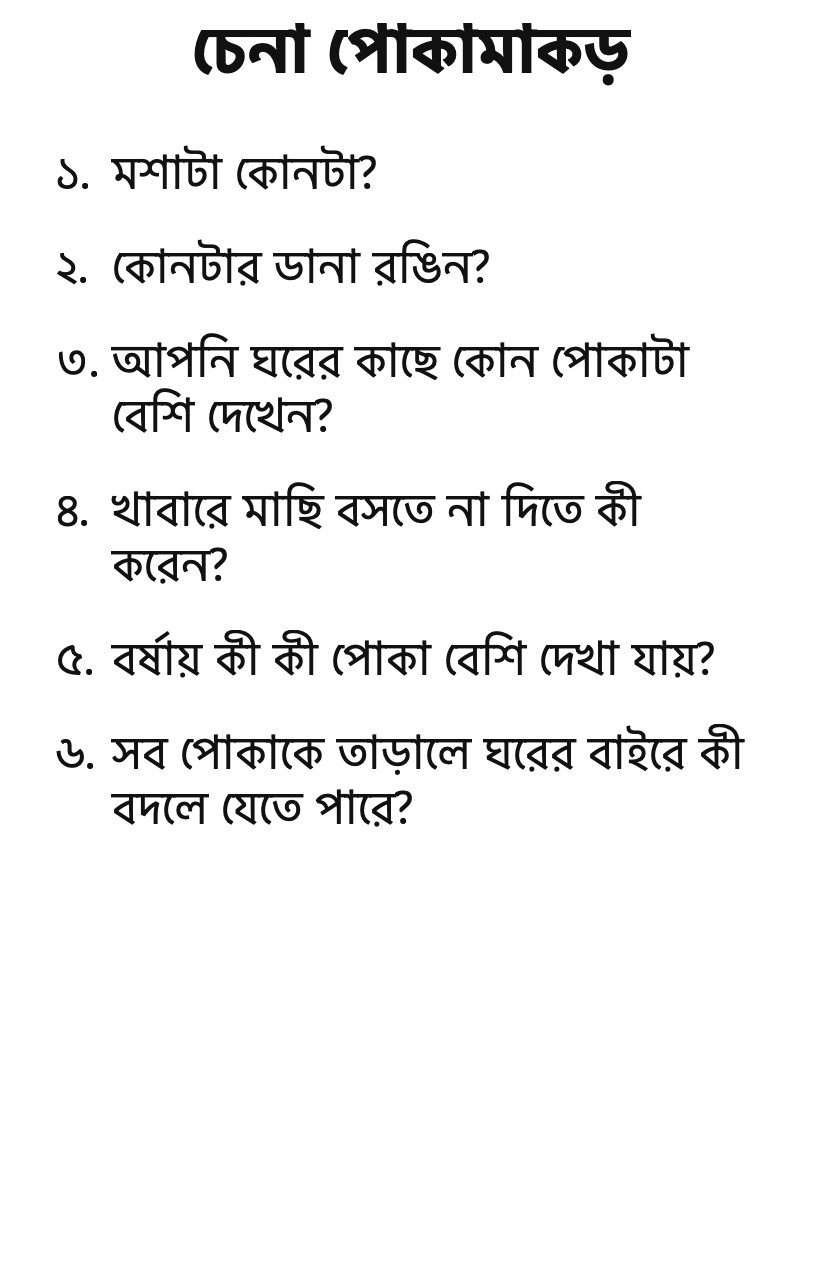 চেনা পোকামাকড়
১. মশাটা কোনটা?
২. কোনটার ডানা রঙিন?
৩. আপনি ঘরের কাছে কোন পোকাটা
বেশি দেখেন?
৪. খাবারে মাছি বসতে না দিতে কী
করেন?
৫. বর্ষায় কী কী পোকা বেশি দেখা যায়?
৬. সব পোকাকে তাড়ালে ঘরের বাইরে কী
বদলে যেতে পারে?